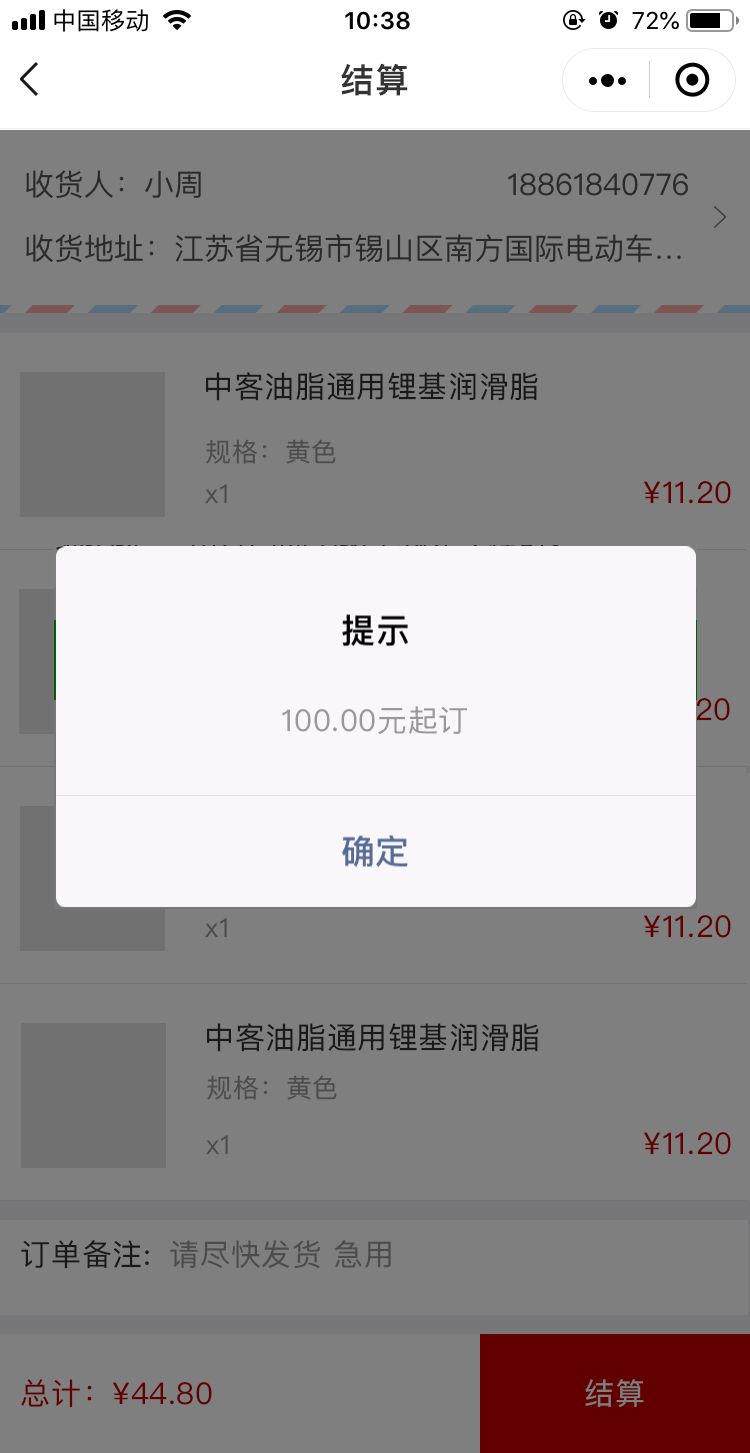 中国移动
10:38
72%
结算
收货人：小周
18861840776
收货地址：江苏省无锡市锡山区南方国际电动车...
中客油脂通用锂基润滑脂
规格：黄色
x1
¥11.20
20
提示
100.00元起订
确定
x1
¥11.20
中客油脂通用锂基润滑脂
规格：黄色
x1
¥11.20
订单备注: 请尽快发货 急用
总计：¥44.80
结算